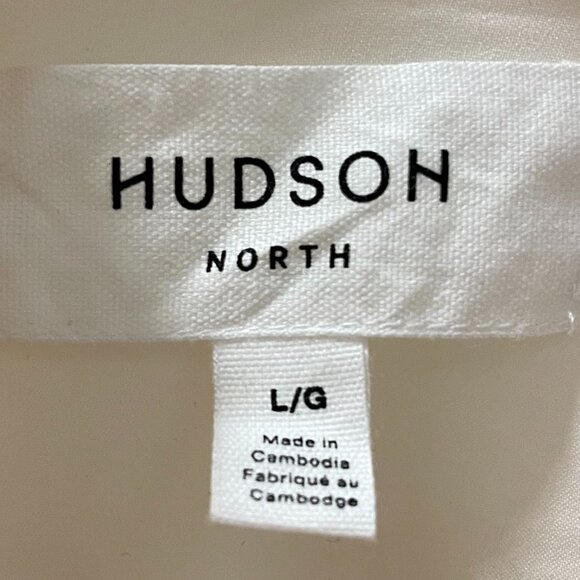 HUDSON
NORTH
L/G
Made in
Cambodia
Fabriqué au
Cambodge